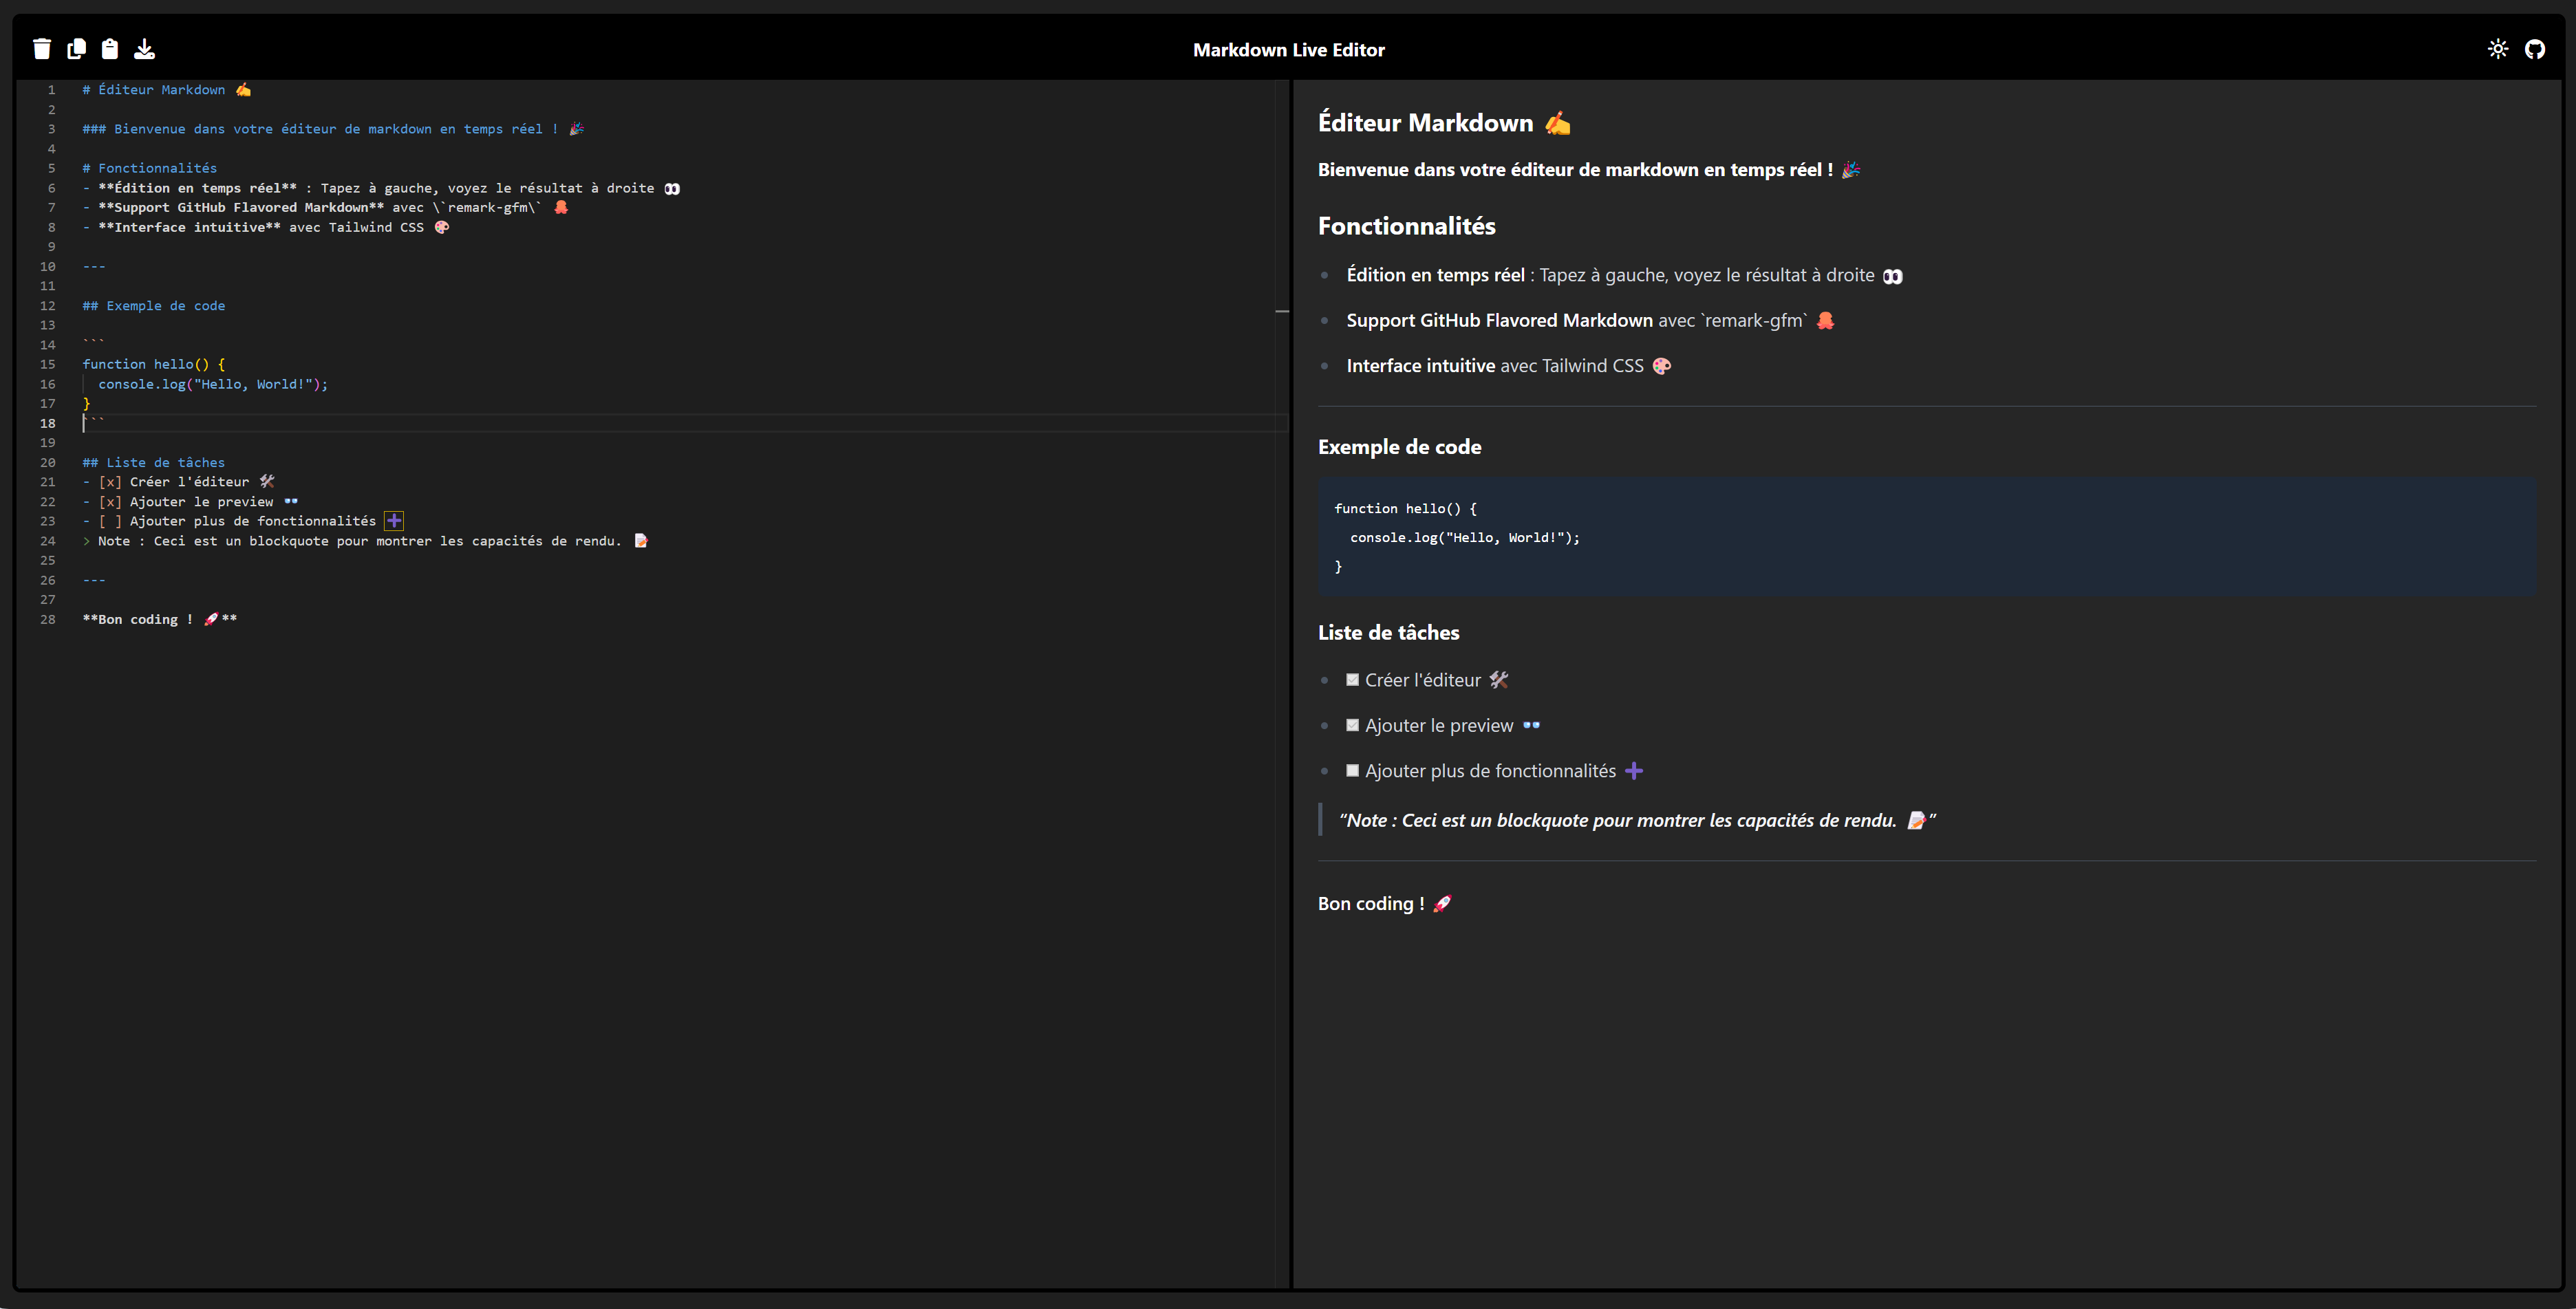 Markdown Live Editor
1 # Éditeur Markdown ✍️
2
3 ### Bienvenue dans votre éditeur de markdown en temps réel ! 🎉
4
5 # Fonctionnalités
6 - **Édition en temps réel** : Tapez à gauche, voyez le résultat à droite 👀
7 - **Support GitHub Flavored Markdown** avec \`remark-gfm\` 🐙
8 - **Interface intuitive** avec Tailwind CSS 🎨
9
10 ---
11
12 ## Exemple de code
13
14 ```
15 function hello() {
16   console.log("Hello, World!");
17 }
18 ```
19
20 ## Liste de tâches
21 - [x] Créer l'éditeur 🛠️
22 - [x] Ajouter le preview 👓
23 - [ ] Ajouter plus de fonctionnalités ➕
24 > Note : Ceci est un blockquote pour montrer les capacités de rendu. 📝
25
26 ---
27
28 **Bon coding ! 🚀**
Éditeur Markdown ✍️
Bienvenue dans votre éditeur de markdown en temps réel ! 🎉
Fonctionnalités
• Édition en temps réel : Tapez à gauche, voyez le résultat à droite 👀
• Support GitHub Flavored Markdown avec `remark-gfm` 🐙
• Interface intuitive avec Tailwind CSS 🎨
Exemple de code
function hello() {
  console.log("Hello, World!");
}
Liste de tâches
• ☑ Créer l'éditeur 🛠️
• ☑ Ajouter le preview 👓
• ☐ Ajouter plus de fonctionnalités ➕
“Note : Ceci est un blockquote pour montrer les capacités de rendu. 📝”
Bon coding ! 🚀